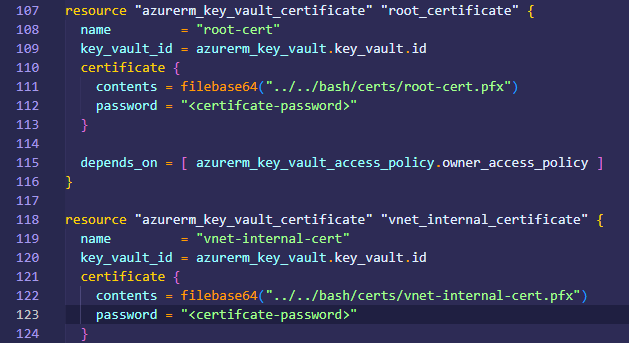 107 resource "azurerm_key_vault_certificate" "root_certificate" {
108   name         = "root-cert"
109   key_vault_id = azurerm_key_vault.key_vault.id
110   certificate {
111     contents = filebase64("../../bash/certs/root-cert.pfx")
112     password = "<certifcate-password>"
113   }
114
115   depends_on = [ azurerm_key_vault_access_policy.owner_access_policy ]
116 }
117
118 resource "azurerm_key_vault_certificate" "vnet_internal_certificate" {
119   name         = "vnet-internal-cert"
120   key_vault_id = azurerm_key_vault.key_vault.id
121   certificate {
122     contents = filebase64("../../bash/certs/vnet-internal-cert.pfx")
123     password = "<certifcate-password>"
124   }